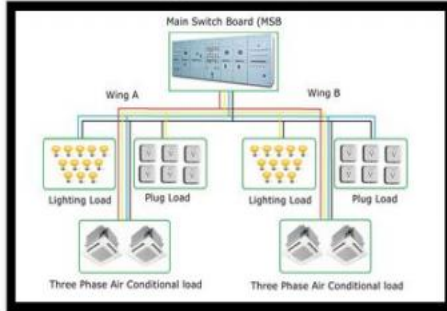 Main Switch Board (MSB
Wing A
Wing B
Lighting Load
Plug Load
Lighting Load
Plug Load
Three Phase Air Conditional load
Three Phase Air Conditional load